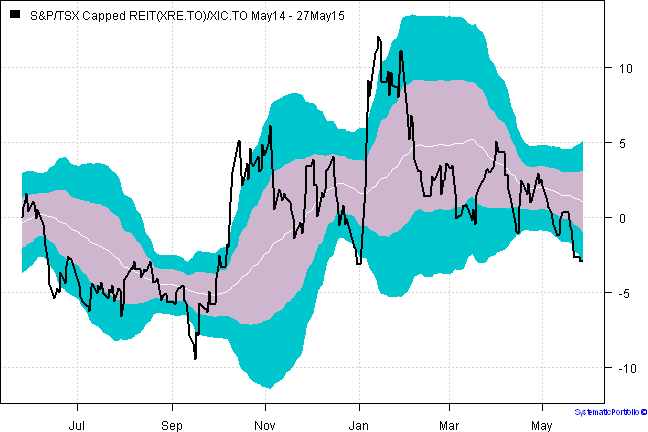 S&P/TSX Capped REIT(XRE.TO)/XIC.TO May14 - 27May15
10
5
0
-5
-10
Jul Sep Nov Jan Mar May
SystematicPortfolio ©